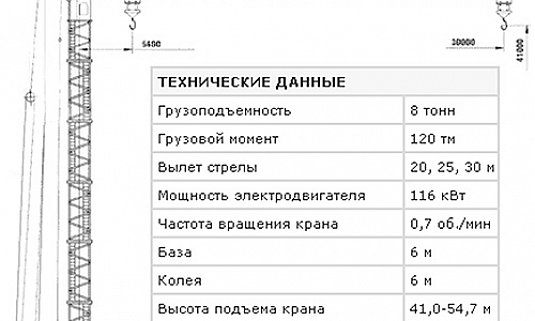 5400
30000
41000
ТЕХНИЧЕСКИЕ ДАННЫЕ
Грузоподъемность 8 тонн
Грузовой момент 120 тм
Вылет стрелы 20, 25, 30 м
Мощность электродвигателя 116 кВт
Частота вращения крана 0,7 об./мин
База 6 м
Колея 6 м
Высота подъема крана 41,0-54,7 м